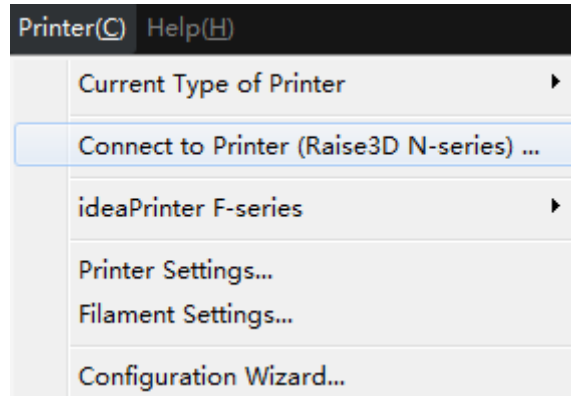 Printer(C) Help(H)
Current Type of Printer
Connect to Printer (Raise3D N-series) ...
ideaPrinter F-series
Printer Settings...
Filament Settings...
Configuration Wizard...